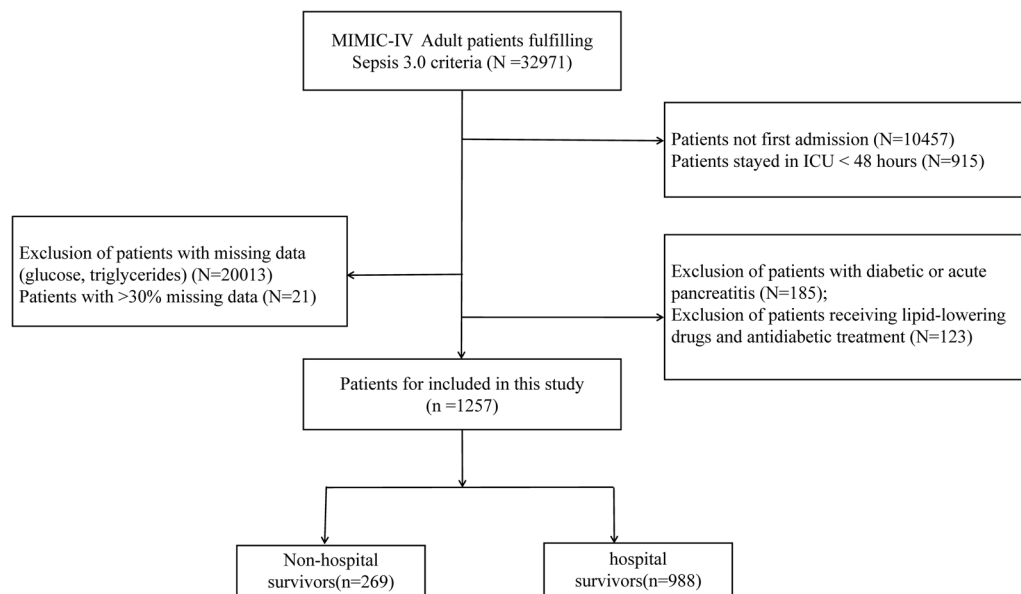 MIMIC-IV Adult patients fulfilling
Sepsis 3.0 criteria (N =32971)
Patients not first admission (N=10457)
Patients stayed in ICU < 48 hours (N=915)
Exclusion of patients with missing data
(glucose, triglycerides) (N=20013)
Patients with >30% missing data (N=21)
Exclusion of patients with diabetic or acute
pancreatitis (N=185);
Exclusion of patients receiving lipid-lowering
drugs and antidiabetic treatment (N=123)
Patients for included in this study
(n =1257)
Non-hospital
survivors(n=269)
hospital
survivors(n=988)